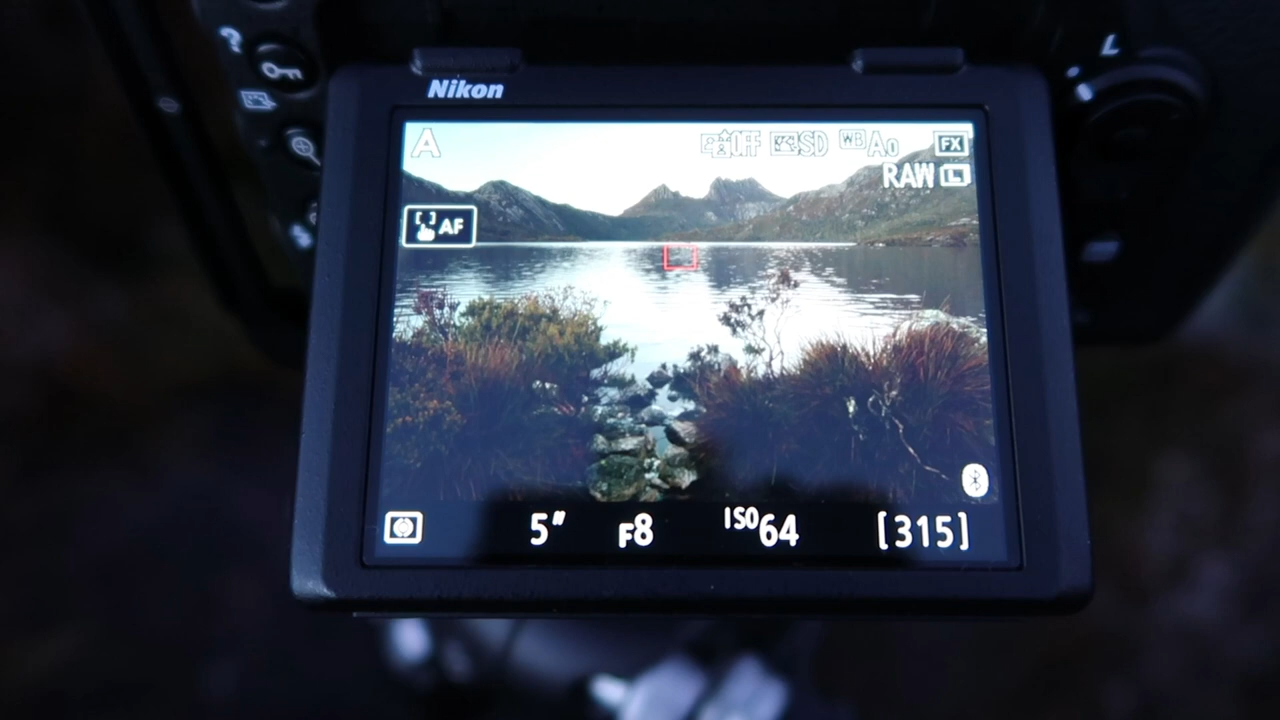 ?
L
Nikon
A OFF SD WB A0 FX
RAW L
AF
5" F8 ISO 64 [315]